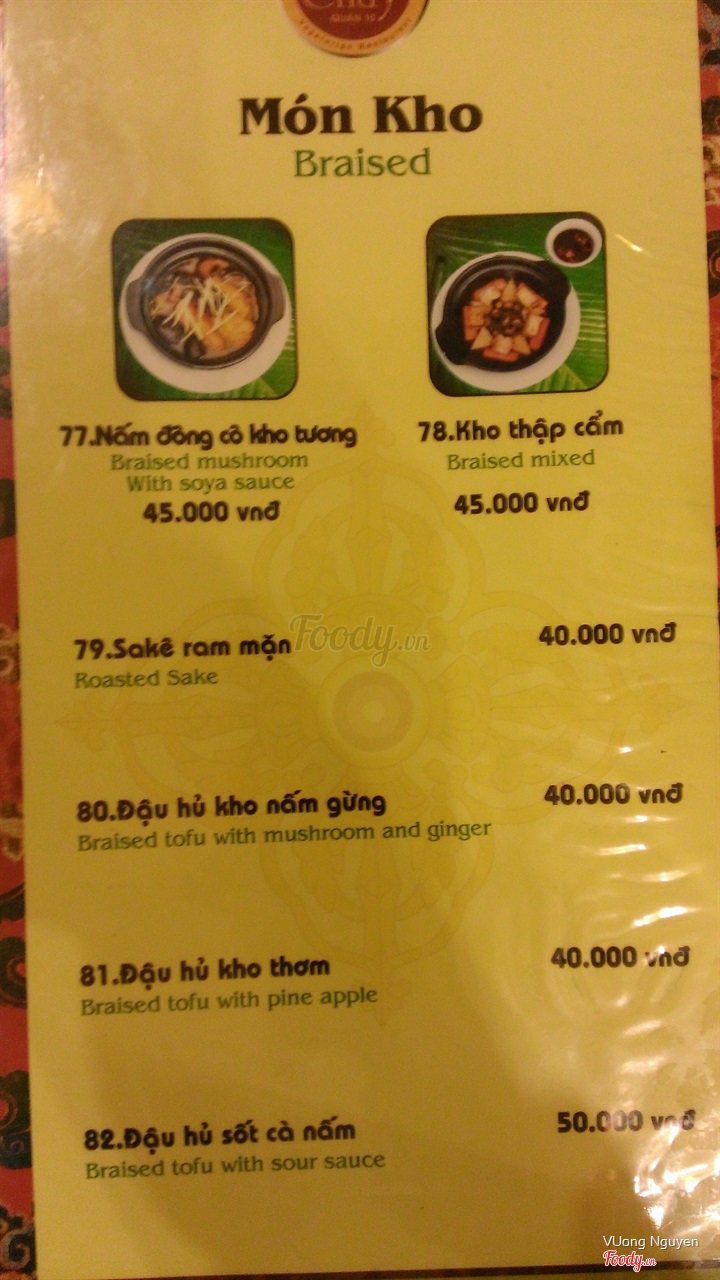 Chay
QUÁN
Vegetarian Restaurant
Món Kho
Braised
77.Nấm đông cô kho tương
Braised mushroom
With soya sauce
45.000 vnđ
78.Kho thập cẩm
Braised mixed
45.000 vnđ
79.Sakê ram mặn
Roasted Sake
40.000 vnđ
Foody.vn
80.Đậu hủ kho nấm gừng
Braised tofu with mushroom and ginger
40.000 vnđ
81.Đậu hủ kho thơm
Braised tofu with pine apple
40.000 vnđ
82.Đậu hủ sốt cà nấm
Braised tofu with sour sauce
50.000 vnđ
VUong Nguyen
Foody.vn